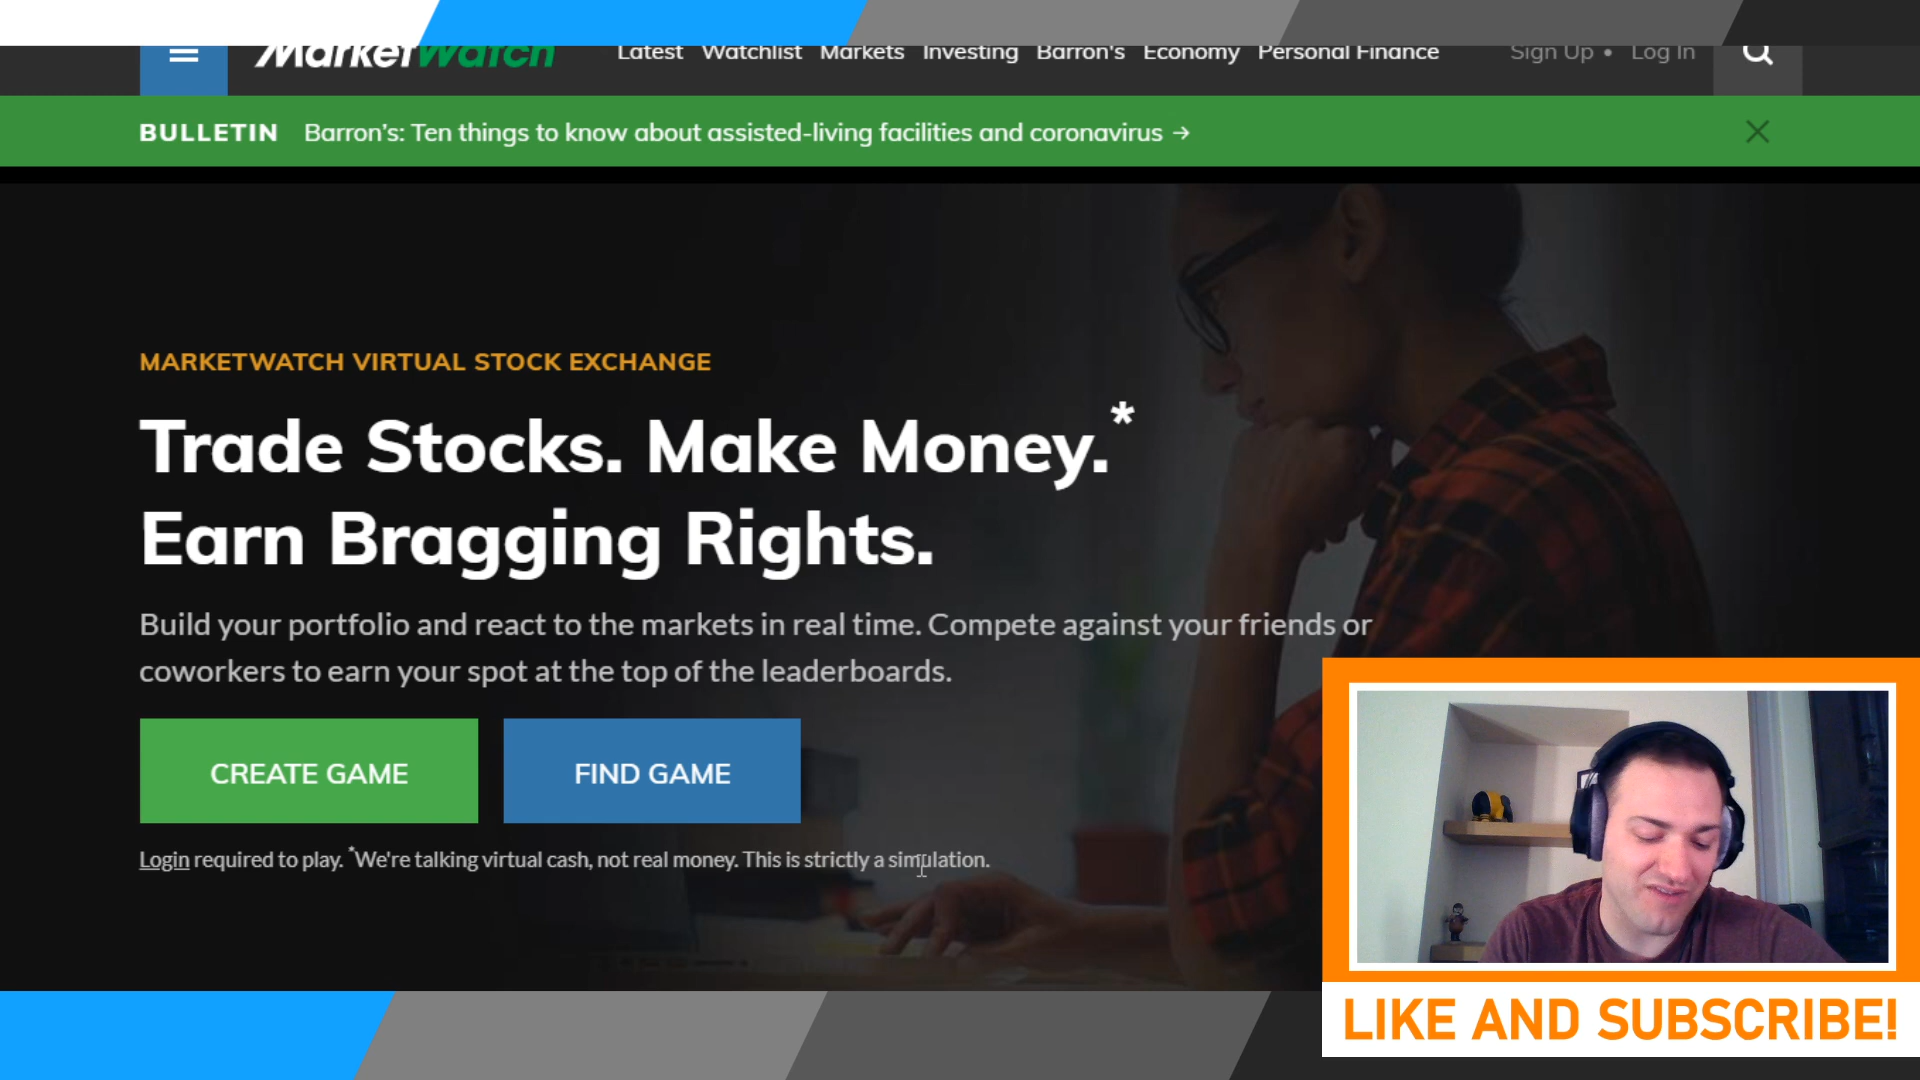 MarketWatch
Latest Watchlist Markets Investing Barron's Economy Personal Finance Sign Up • Log In
BULLETIN Barron's: Ten things to know about assisted-living facilities and coronavirus →
MARKETWATCH VIRTUAL STOCK EXCHANGE
Trade Stocks. Make Money.*
Earn Bragging Rights.
Build your portfolio and react to the markets in real time. Compete against your friends or
coworkers to earn your spot at the top of the leaderboards.
CREATE GAME FIND GAME
Login required to play. *We're talking virtual cash, not real money. This is strictly a simulation.
LIKE AND SUBSCRIBE!